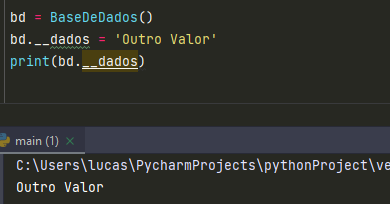 bd = BaseDeDados()
bd.__dados = 'Outro Valor'
print(bd.__dados)
main (1) ×
C:\Users\lucas\PycharmProjects\pythonProject\ve
Outro Valor